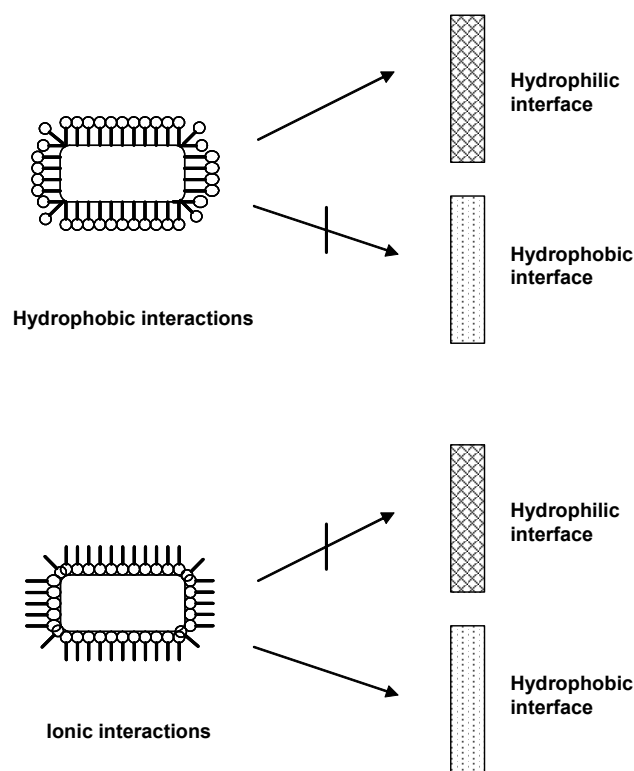 Hydrophilic
interface
Hydrophobic
interface
Hydrophobic interactions
Hydrophilic
interface
Hydrophobic
interface
Ionic interactions